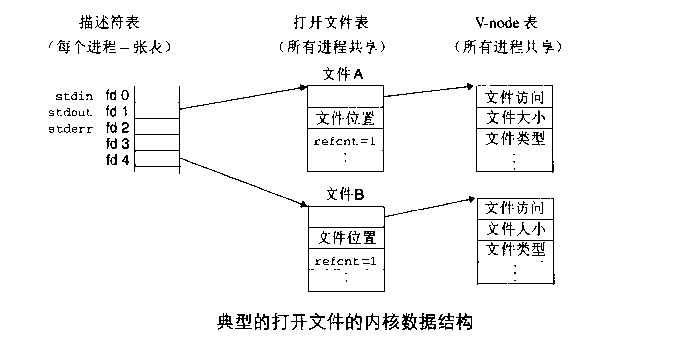 描述符表 打开文件表 V-node 表
(每个进程一张表) (所有进程共享) (所有进程共享)
文件A
stdin fd 0
stdout fd 1
stderr fd 2
fd 3
fd 4
文件位置
refcnt=1
⋮
文件访问
文件大小
文件类型
⋮
文件B
文件位置
refcnt=1
⋮
文件访问
文件人小
文件类型
⋮
典型的打开文件的内核数据结构